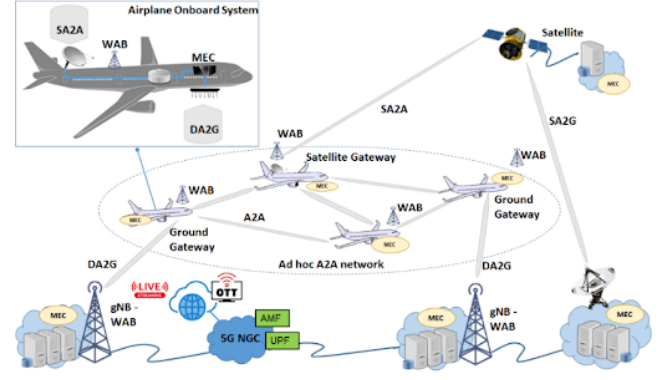 Airplane Onboard System
SA2A
WAB
MEC
DA2G
Satellite
MEC
SA2A
SA2G
WAB
Satellite Gateway
WAB
MEC
MEC
WAB
MEC
A2A
WAB
MEC
Ground
Gateway
Ground
Gateway
Ad hoc A2A network
DA2G
DA2G
LIVE
STREAMING
OTT
gNB -
WAB
MEC
AMF
5G NGC
UPF
MEC
gNB -
WAB
MEC